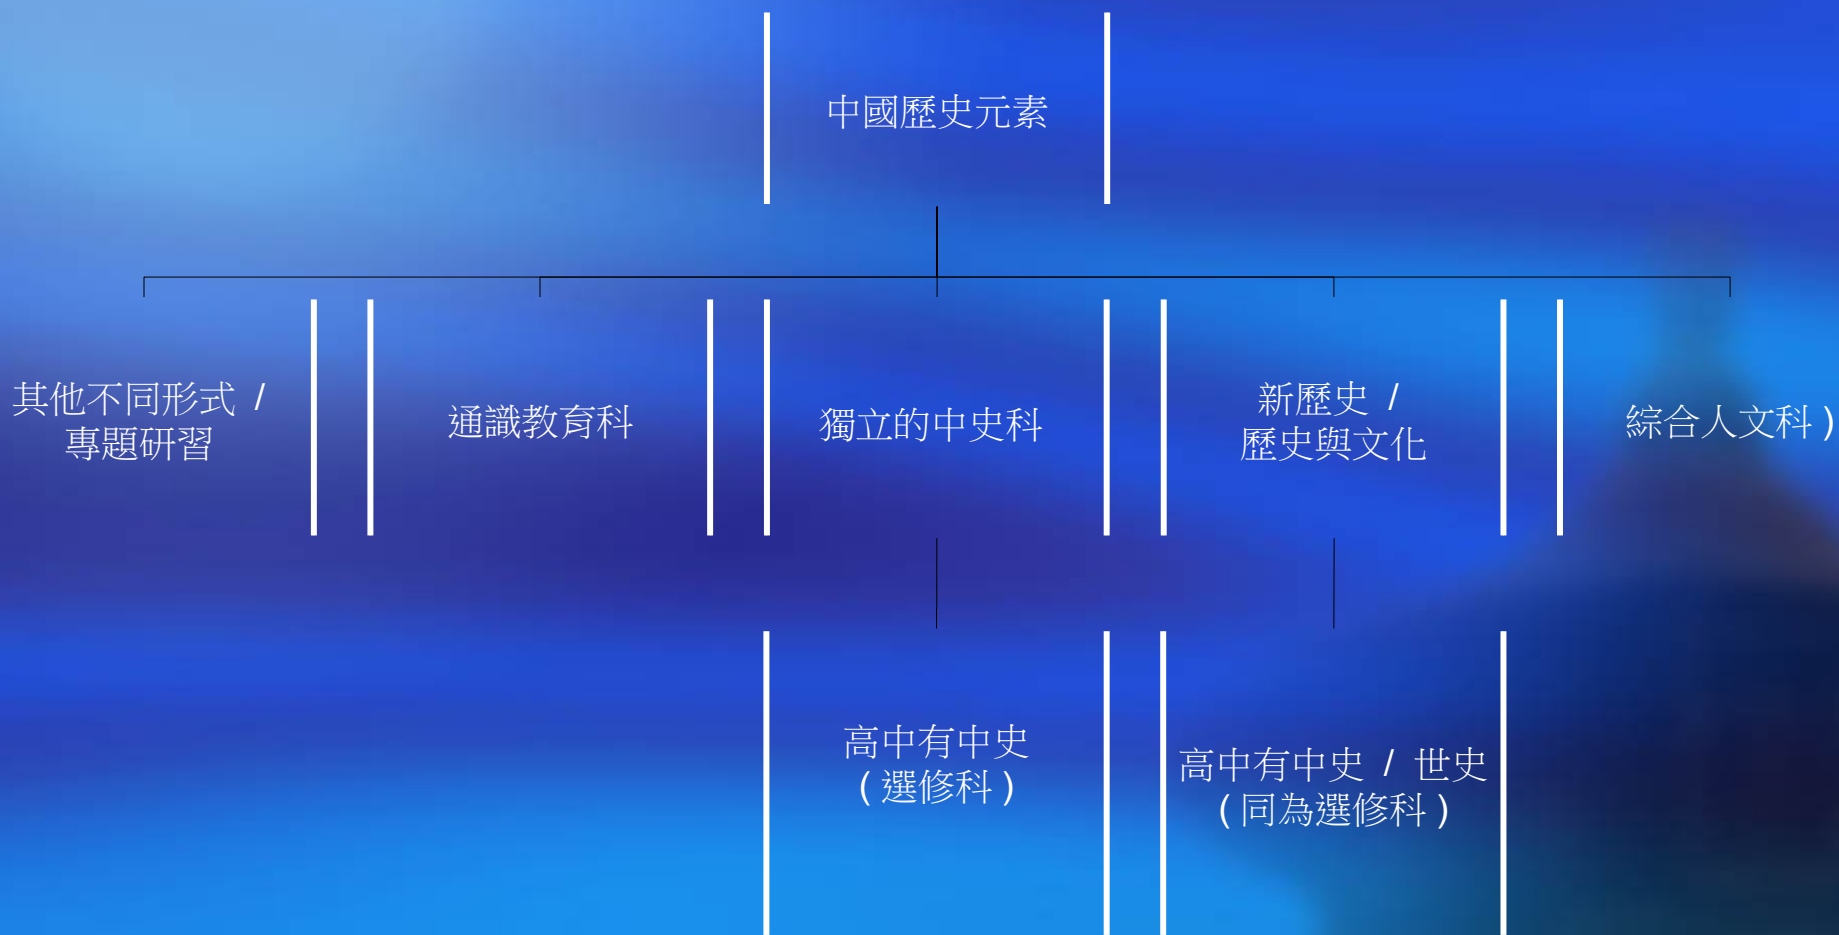 中國歷史元素
其他不同形式 /
專題研習
通識教育科
獨立的中史科
新歷史 /
歷史與文化
綜合人文科)
高中有中史
(選修科)
高中有中史 / 世史
(同為選修科)